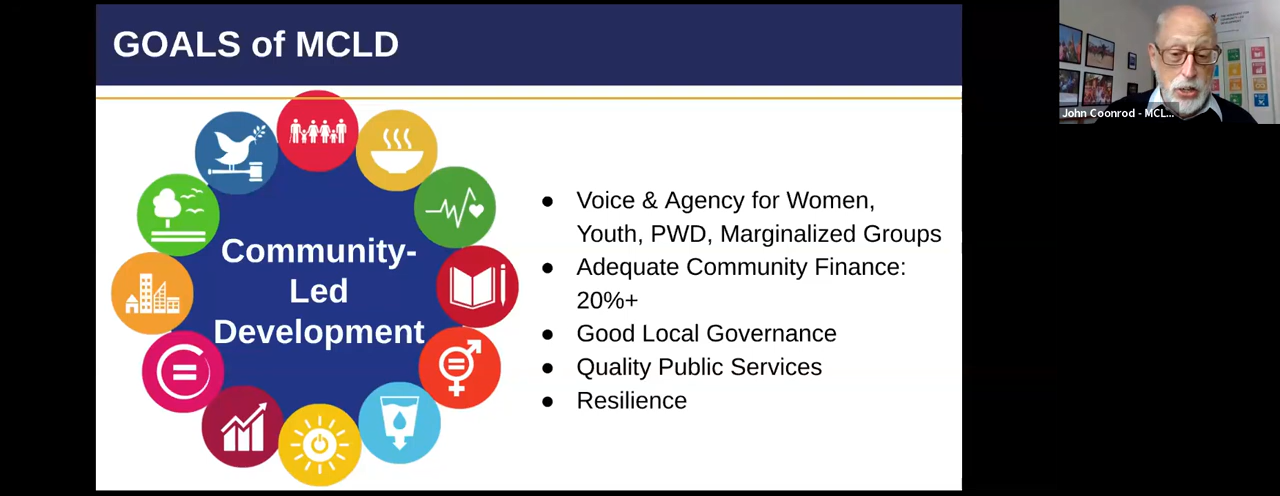 GOALS of MCLD
Community-
Led
Development
● Voice & Agency for Women,
Youth, PWD, Marginalized Groups
● Adequate Community Finance:
20%+
● Good Local Governance
● Quality Public Services
● Resilience
John Coonrod - MCL...